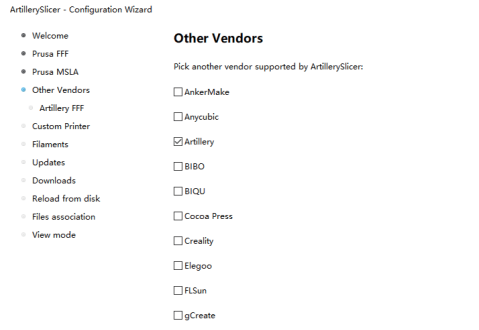 ArtillerySlicer - Configuration Wizard
Welcome
Prusa FFF
Prusa MSLA
Other Vendors
Artillery FFF
Custom Printer
Filaments
Updates
Downloads
Reload from disk
Files association
View mode
Other Vendors
Pick another vendor supported by ArtillerySlicer:
AnkerMake
Anycubic
Artillery
BIBO
BIQU
Cocoa Press
Creality
Elegoo
FLSun
gCreate